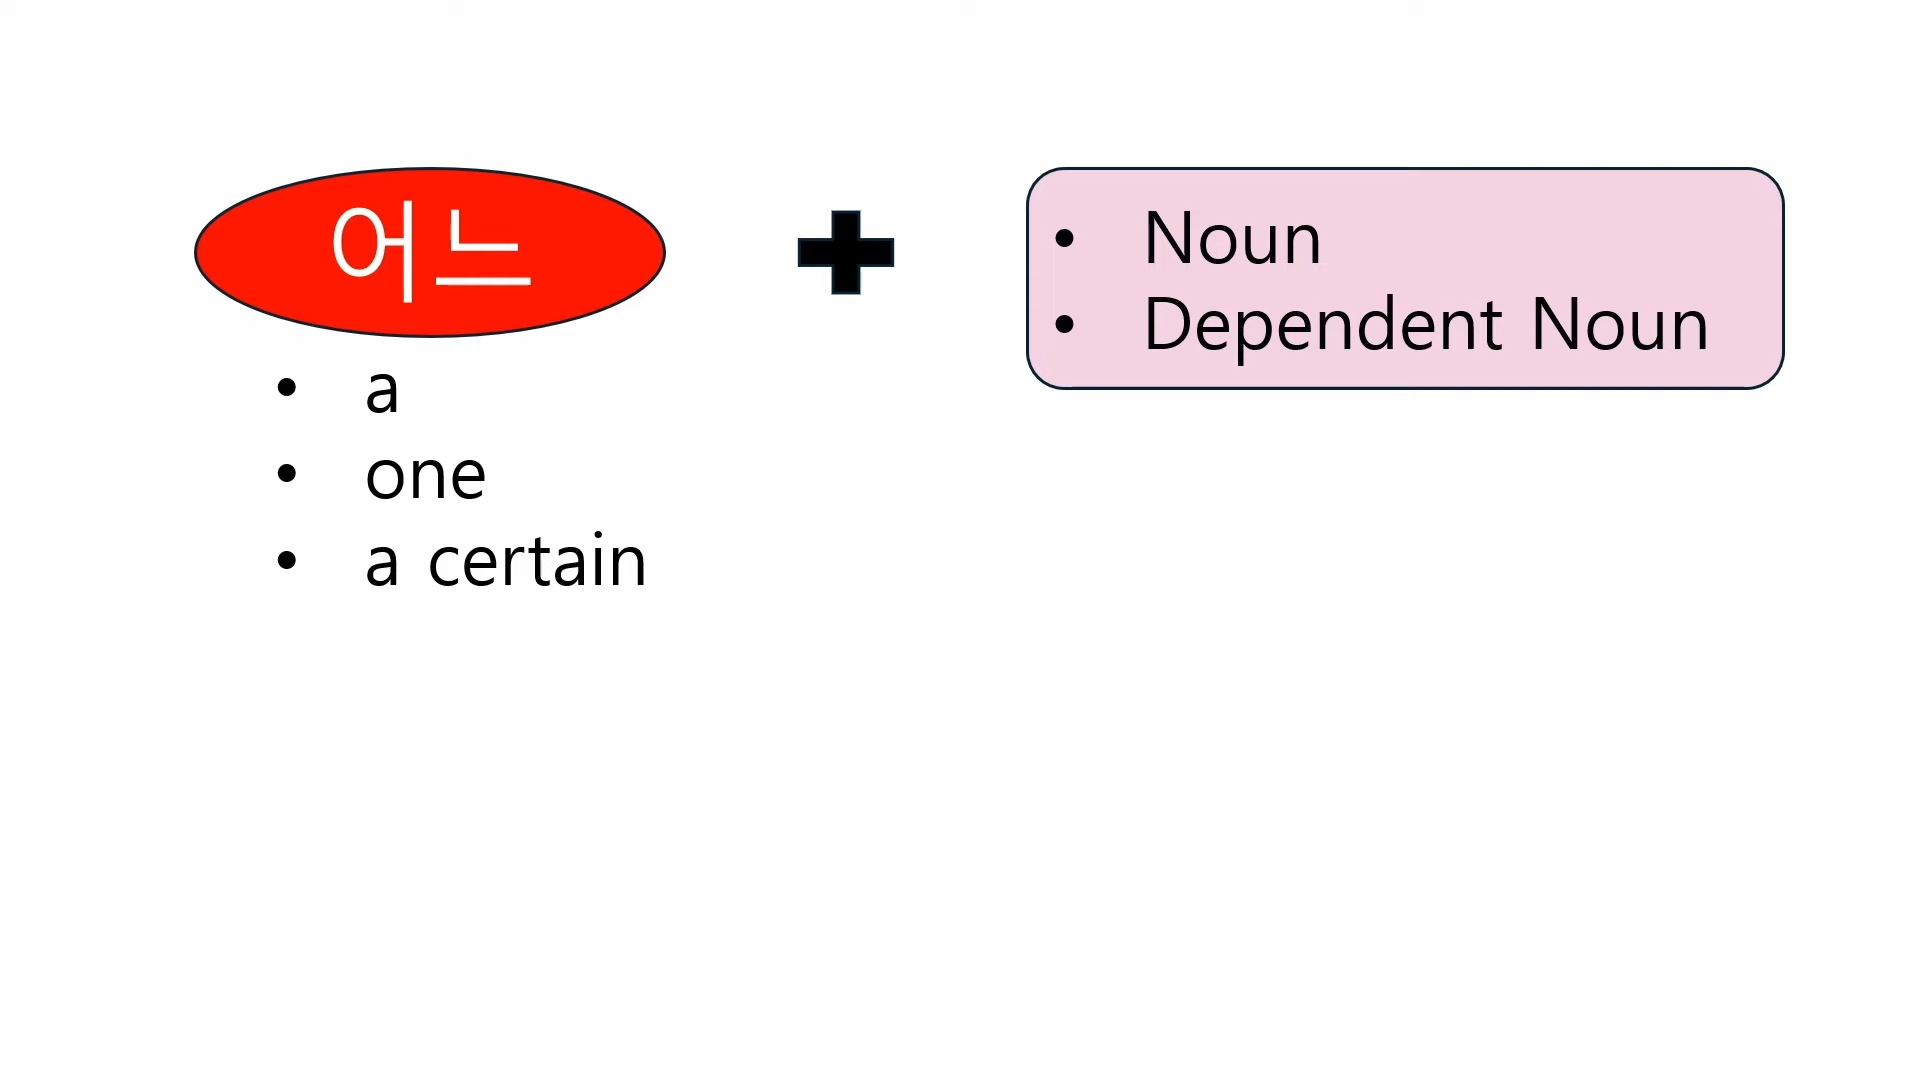 어느
• a
• one
• a certain
• Noun
• Dependent Noun